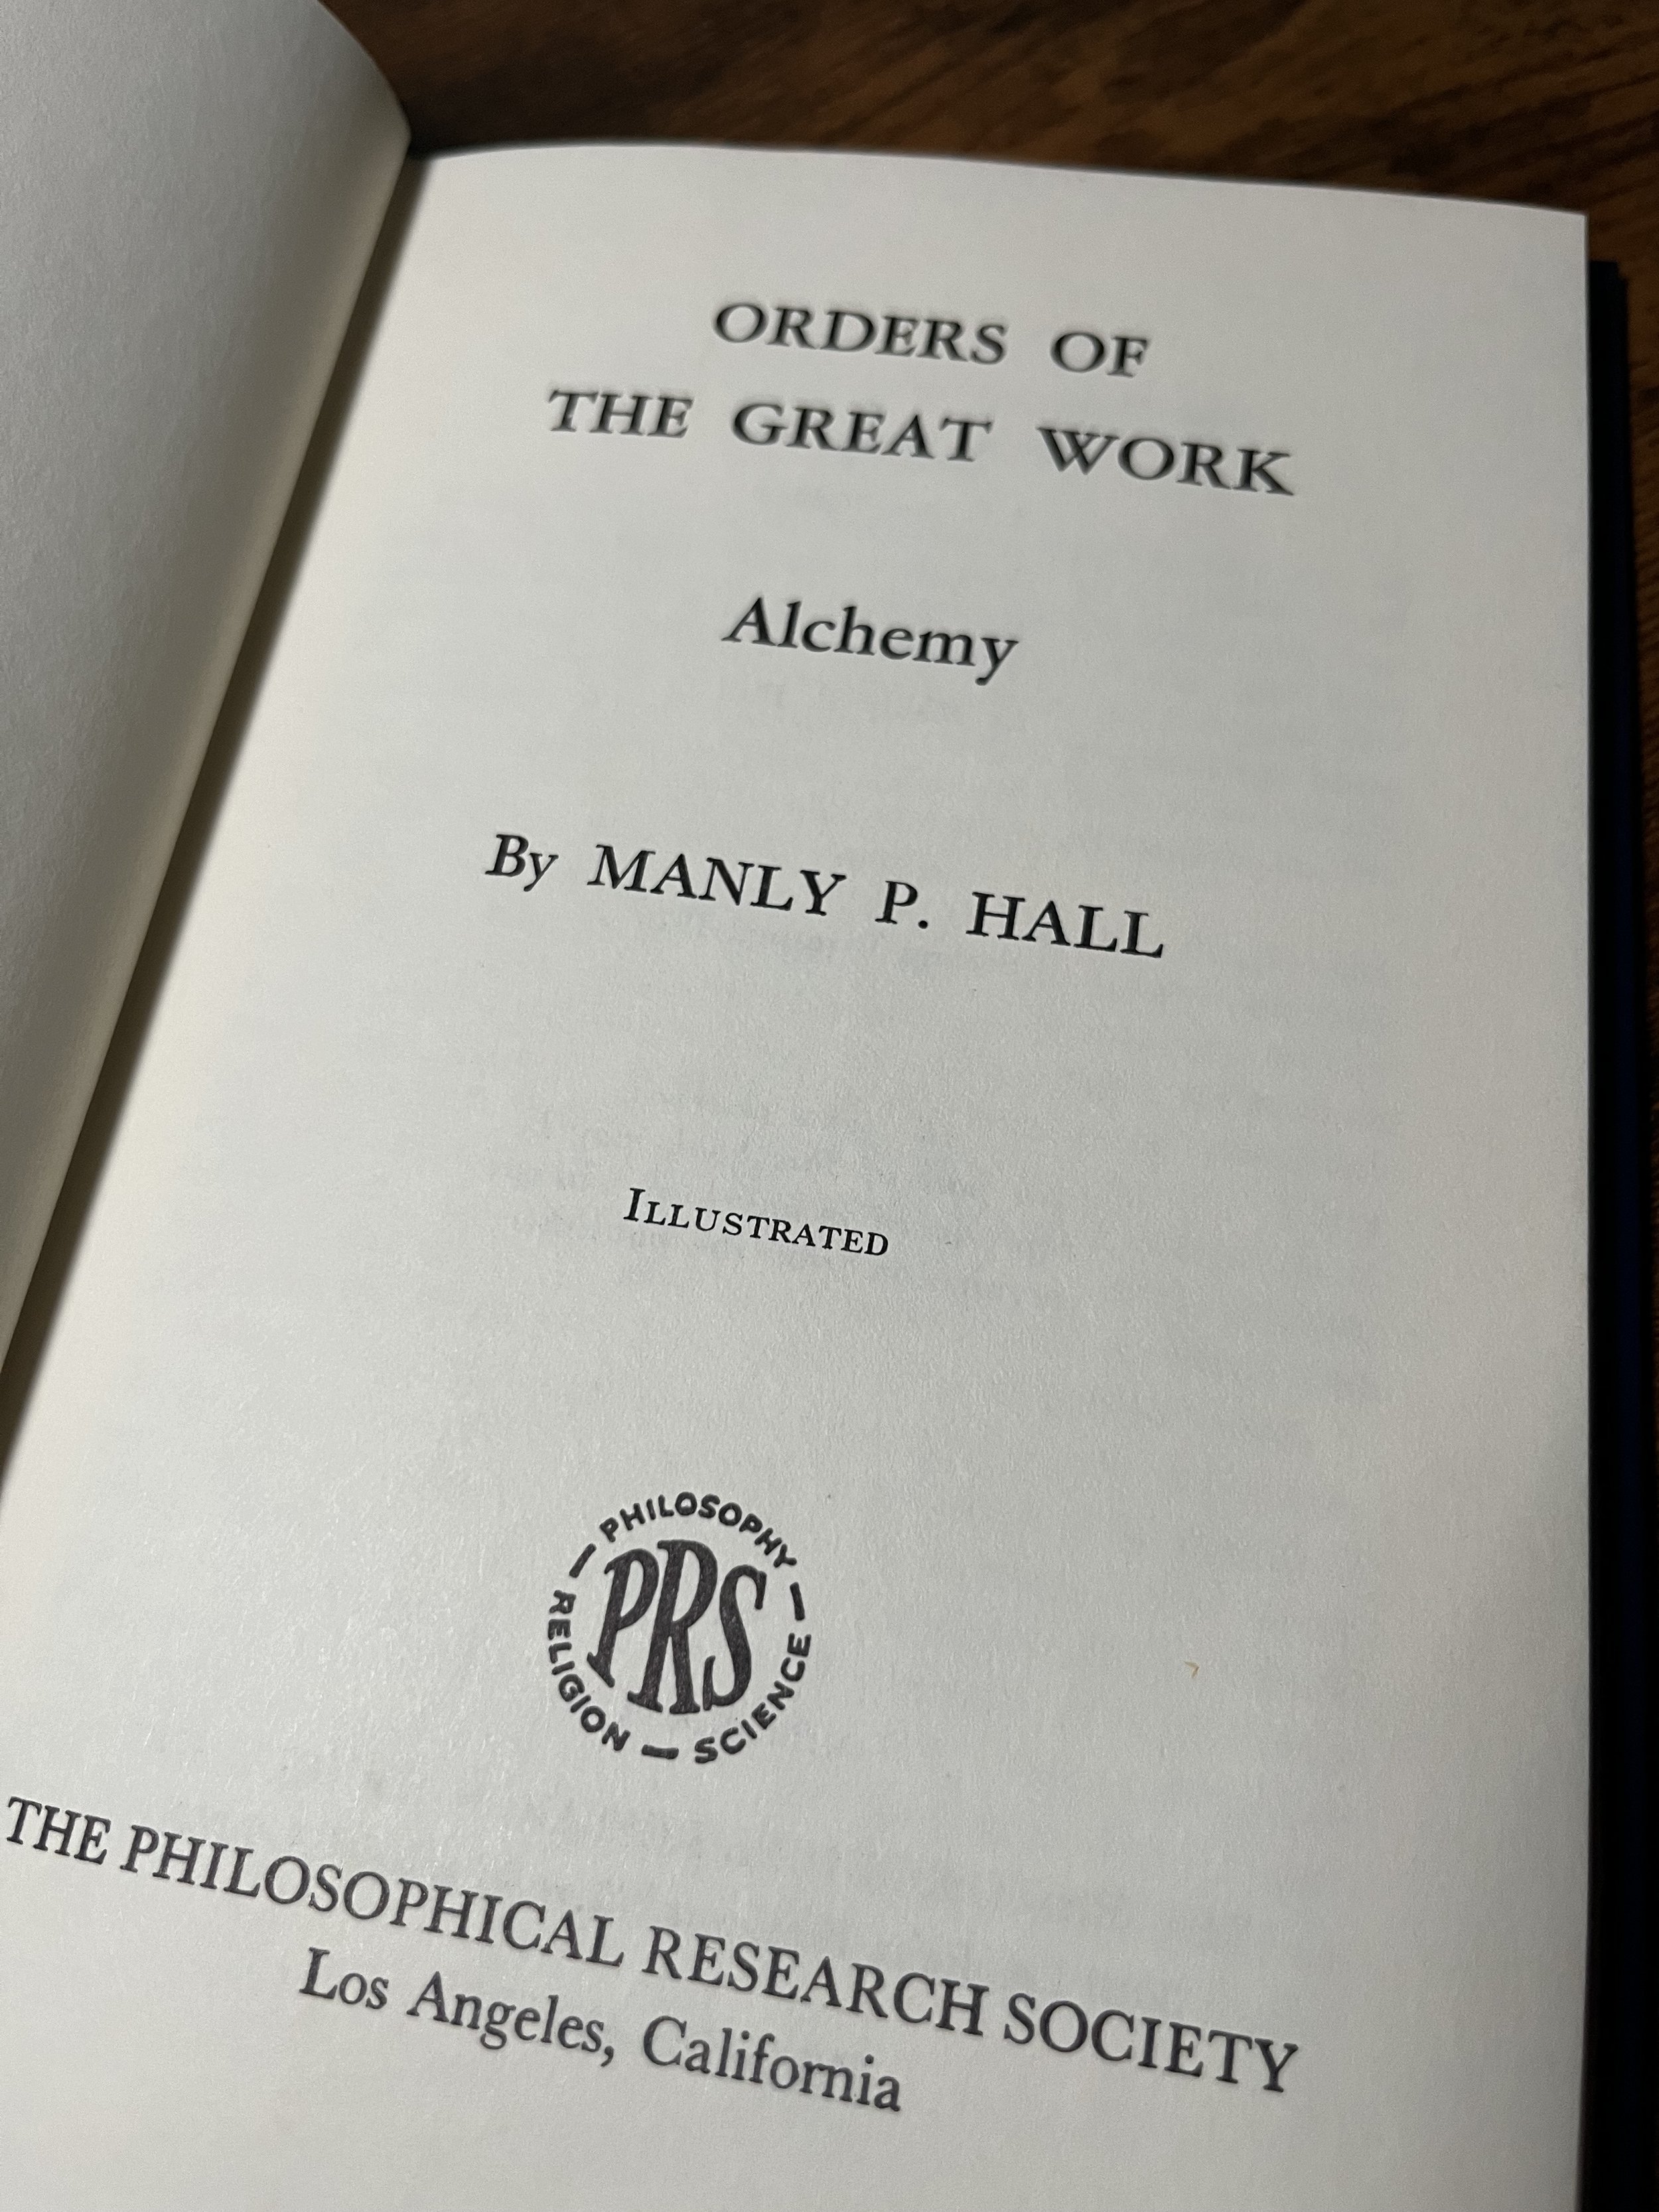 ORDERS OF
THE GREAT WORK
Alchemy
By MANLY P. HALL
ILLUSTRATED
PHILOSOPHY — SCIENCE — RELIGION —
PRS
THE PHILOSOPHICAL RESEARCH SOCIETY
Los Angeles, California